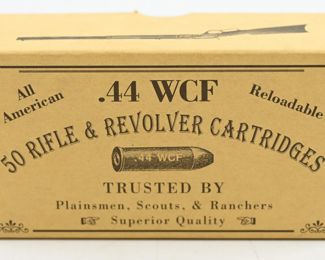 All American
.44 WCF
Reloadable
50 RIFLE & REVOLVER CARTRIDGES
.44 WCF
TRUSTED BY
Plainsmen, Scouts, & Ranchers
Superior Quality